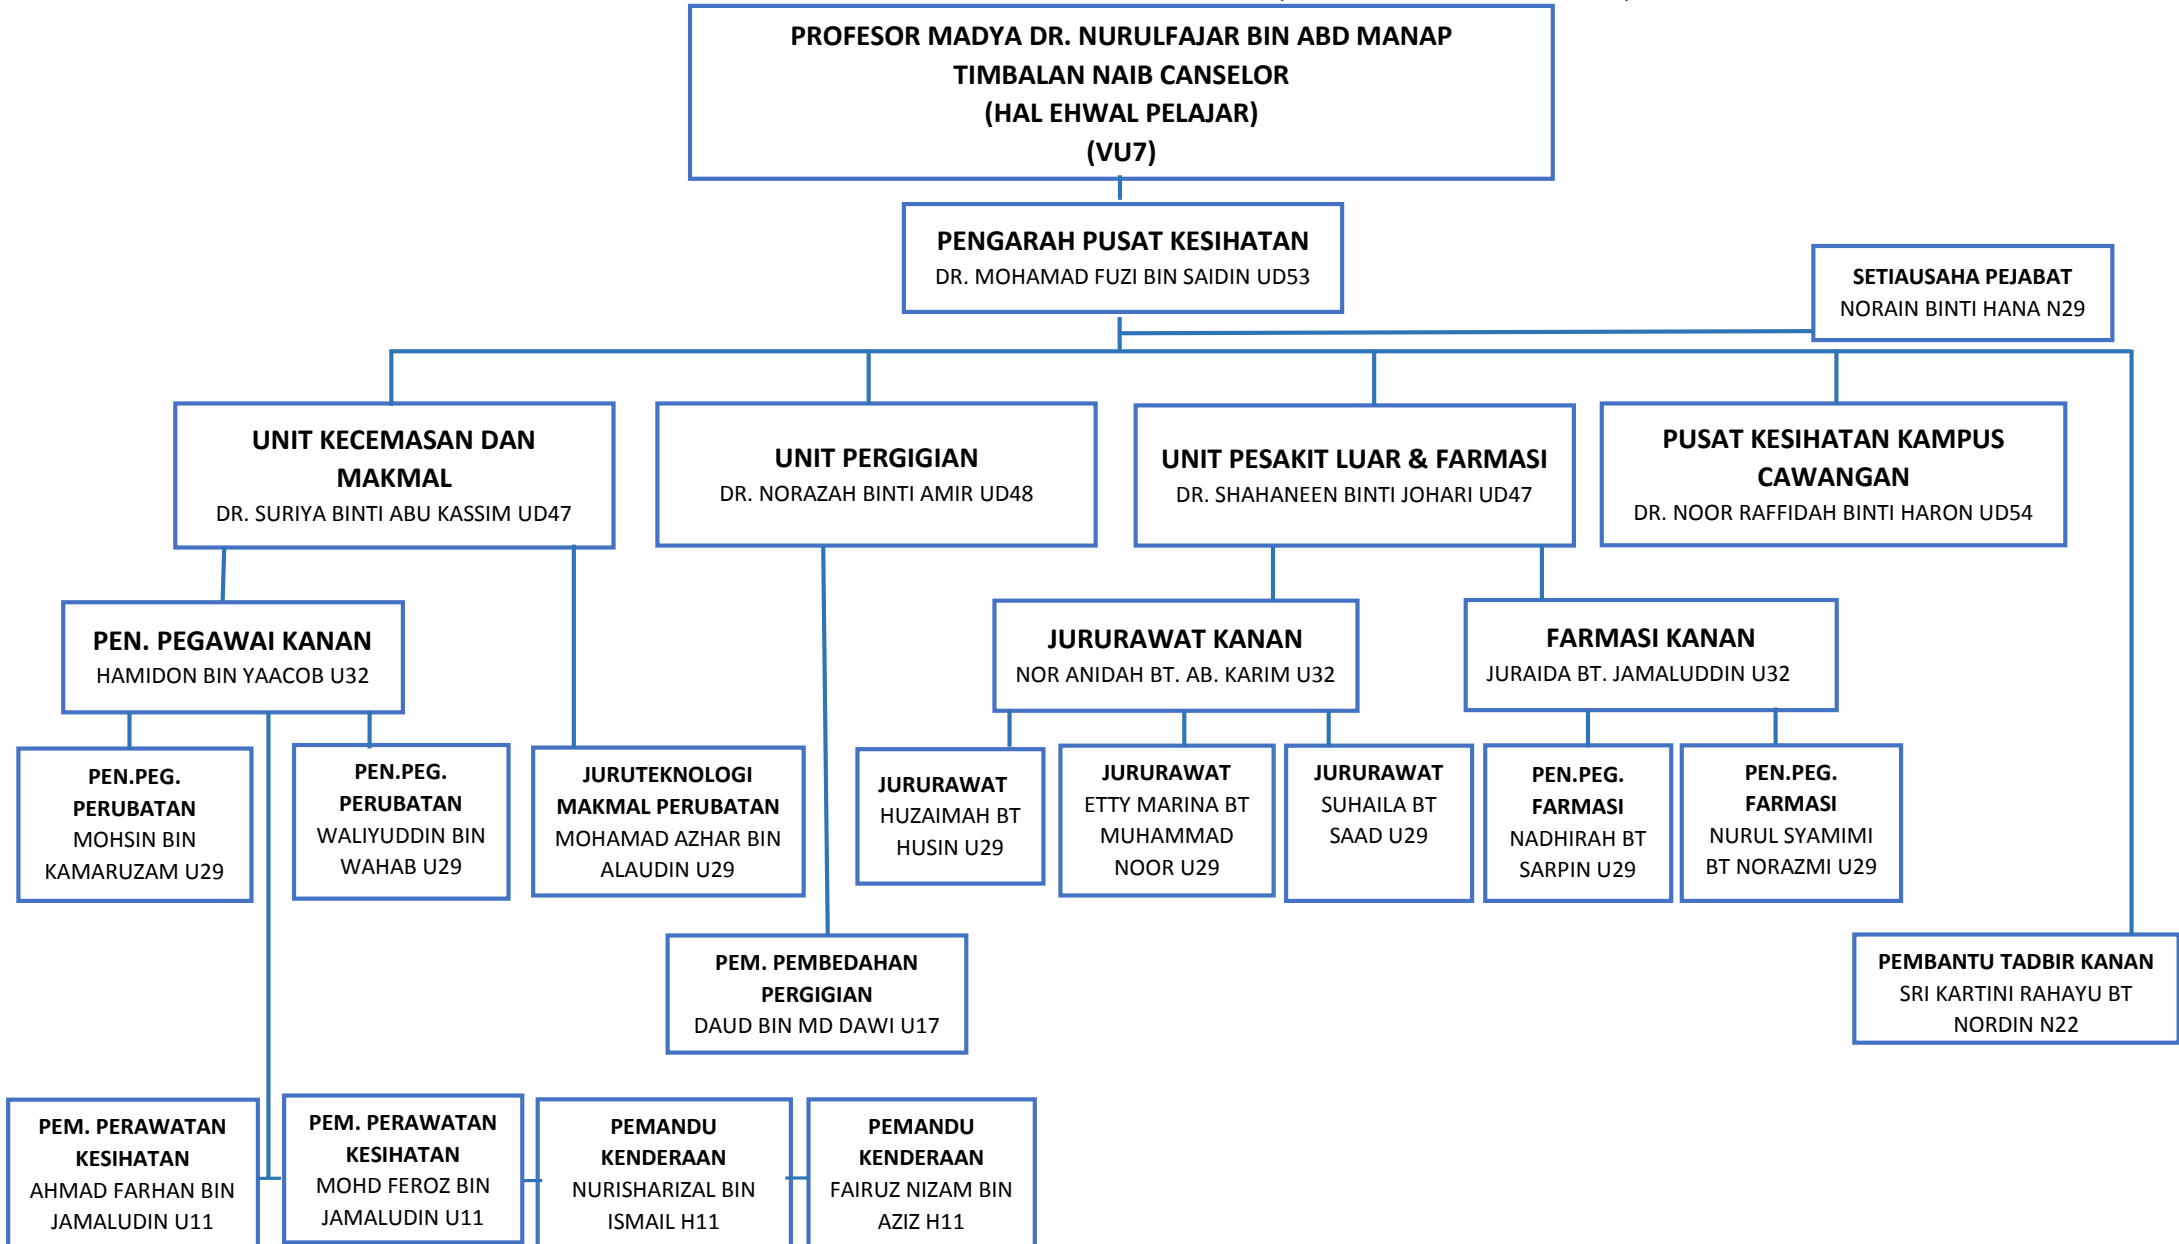 PROFESOR MADYA DR. NURULFAJAR BIN ABD MANAP
TIMBALAN NAIB CANSELOR
(HAL EHWAL PELAJAR)
(VU7)
PENGARAH PUSAT KESIHATAN
DR. MOHAMAD FUZI BIN SAIDIN UD53
SETIAUSAHA PEJABAT
NORAIN BINTI HANA N29
UNIT KECEMASAN DAN
MAKMAL
DR. SURIYA BINTI ABU KASSIM UD47
UNIT PERGIGIAN
DR. NORAZAH BINTI AMIR UD48
UNIT PESAKIT LUAR & FARMASI
DR. SHAHANEEN BINTI JOHARI UD47
PUSAT KESIHATAN KAMPUS
CAWANGAN
DR. NOOR RAFFIDAH BINTI HARON UD54
PEN. PEGAWAI KANAN
HAMIDON BIN YAACOB U32
JURURAWAT KANAN
NOR ANIDAH BT. AB. KARIM U32
FARMASI KANAN
JURAIDA BT. JAMALUDDIN U32
PEN.PEG.
PERUBATAN
MOHSIN BIN
KAMARUZAM U29
PEN.PEG.
PERUBATAN
WALIYUDDIN BIN
WAHAB U29
JURUTEKNOLOGI
MAKMAL PERUBATAN
MOHAMAD AZHAR BIN
ALAUDIN U29
JURURAWAT
HUZAIMAH BT
HUSIN U29
JURURAWAT
ETTY MARINA BT
MUHAMMAD
NOOR U29
JURURAWAT
SUHAILA BT
SAAD U29
PEN.PEG.
FARMASI
NADHIRAH BT
SARPIN U29
PEN.PEG.
FARMASI
NURUL SYAMIMI
BT NORAZMI U29
PEM. PEMBEDAHAN
PERGIGIAN
DAUD BIN MD DAWI U17
PEMBANTU TADBIR KANAN
SRI KARTINI RAHAYU BT
NORDIN N22
PEM. PERAWATAN
KESIHATAN
AHMAD FARHAN BIN
JAMALUDIN U11
PEM. PERAWATAN
KESIHATAN
MOHD FEROZ BIN
JAMALUDIN U11
PEMANDU
KENDERAAN
NURISHARIZAL BIN
ISMAIL H11
PEMANDU
KENDERAAN
FAIRUZ NIZAM BIN
AZIZ H11